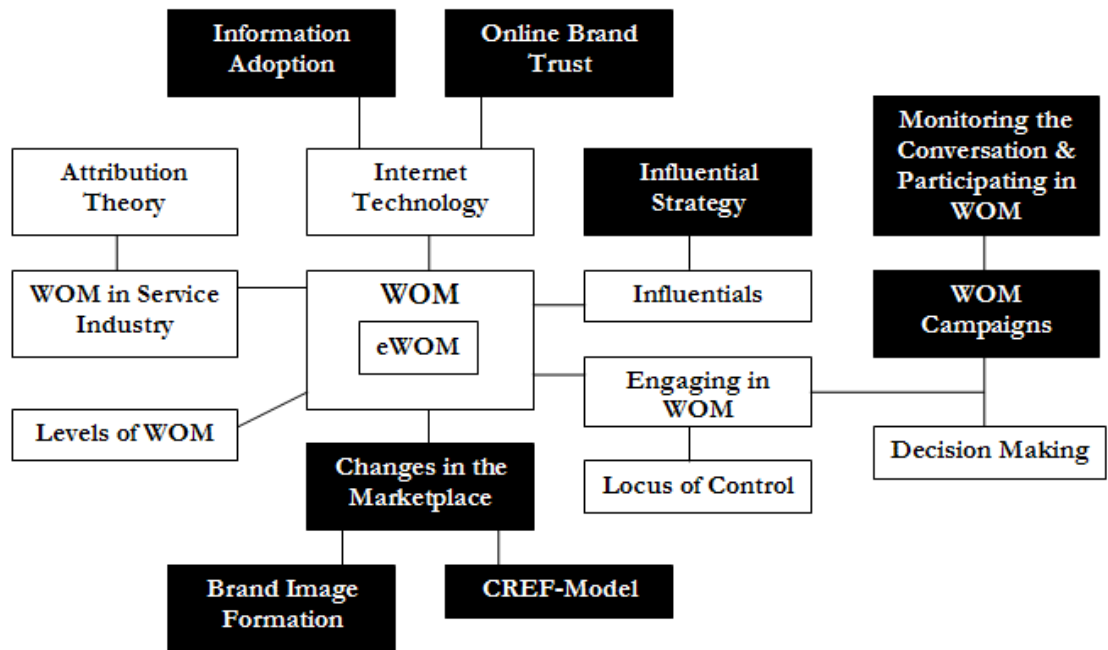 Information
Adoption
Online Brand
Trust
Monitoring the
Conversation &
Participating in
WOM
Attribution
Theory
Internet
Technology
Influential
Strategy
WOM in Service
Industry
WOM
eWOM
Influentials
WOM
Campaigns
Engaging in
WOM
Levels of WOM
Decision Making
Changes in the
Marketplace
Locus of Control
Brand Image
Formation
CREF-Model